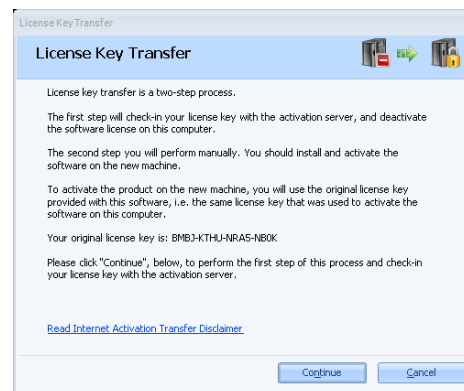 License Key Transfer
License Key Transfer
License key transfer is a two-step process.
The first step will check-in your license key with the activation server, and deactivate
the software license on this computer.
The second step you will perform manually. You should install and activate the
software on the new machine.
To activate the product on the new machine, you will use the original license key
provided with this software, i.e. the same license key that was used to activate the
software on this computer.
Your original license key is: BMBJ-KTHU-NRA5-NB0K
Please click "Continue", below, to perform the first step of this process and check-in
your license key with the activation server.
Read Internet Activation Transfer Disclaimer
Continue Cancel